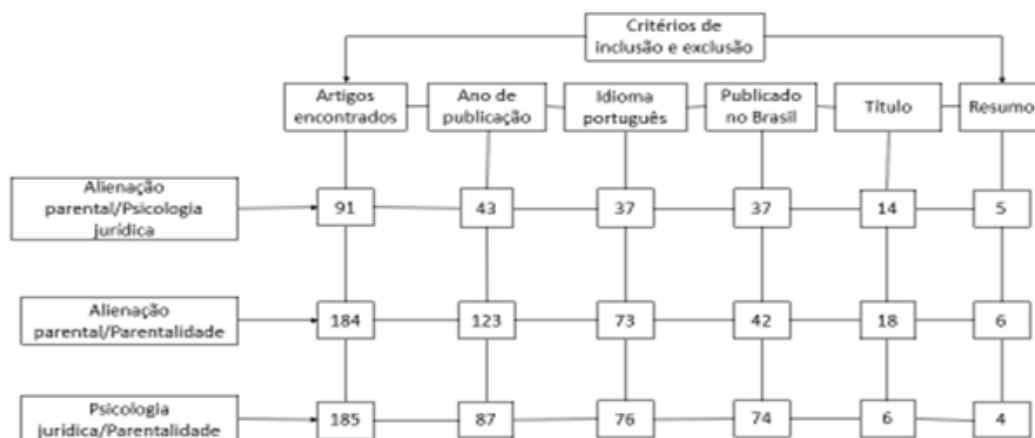 Critérios de
inclusão e exclusão
Artigos
encontrados
Ano de
publicação
Idioma
português
Publicado
no Brasil
Título
Resumo
Alienação
parental/Psicologia
jurídica
91
43
37
37
14
5
Alienação
parental/Parentalidade
184
123
73
42
18
6
Psicologia
jurídica/Parentalidade
185
87
76
74
6
4